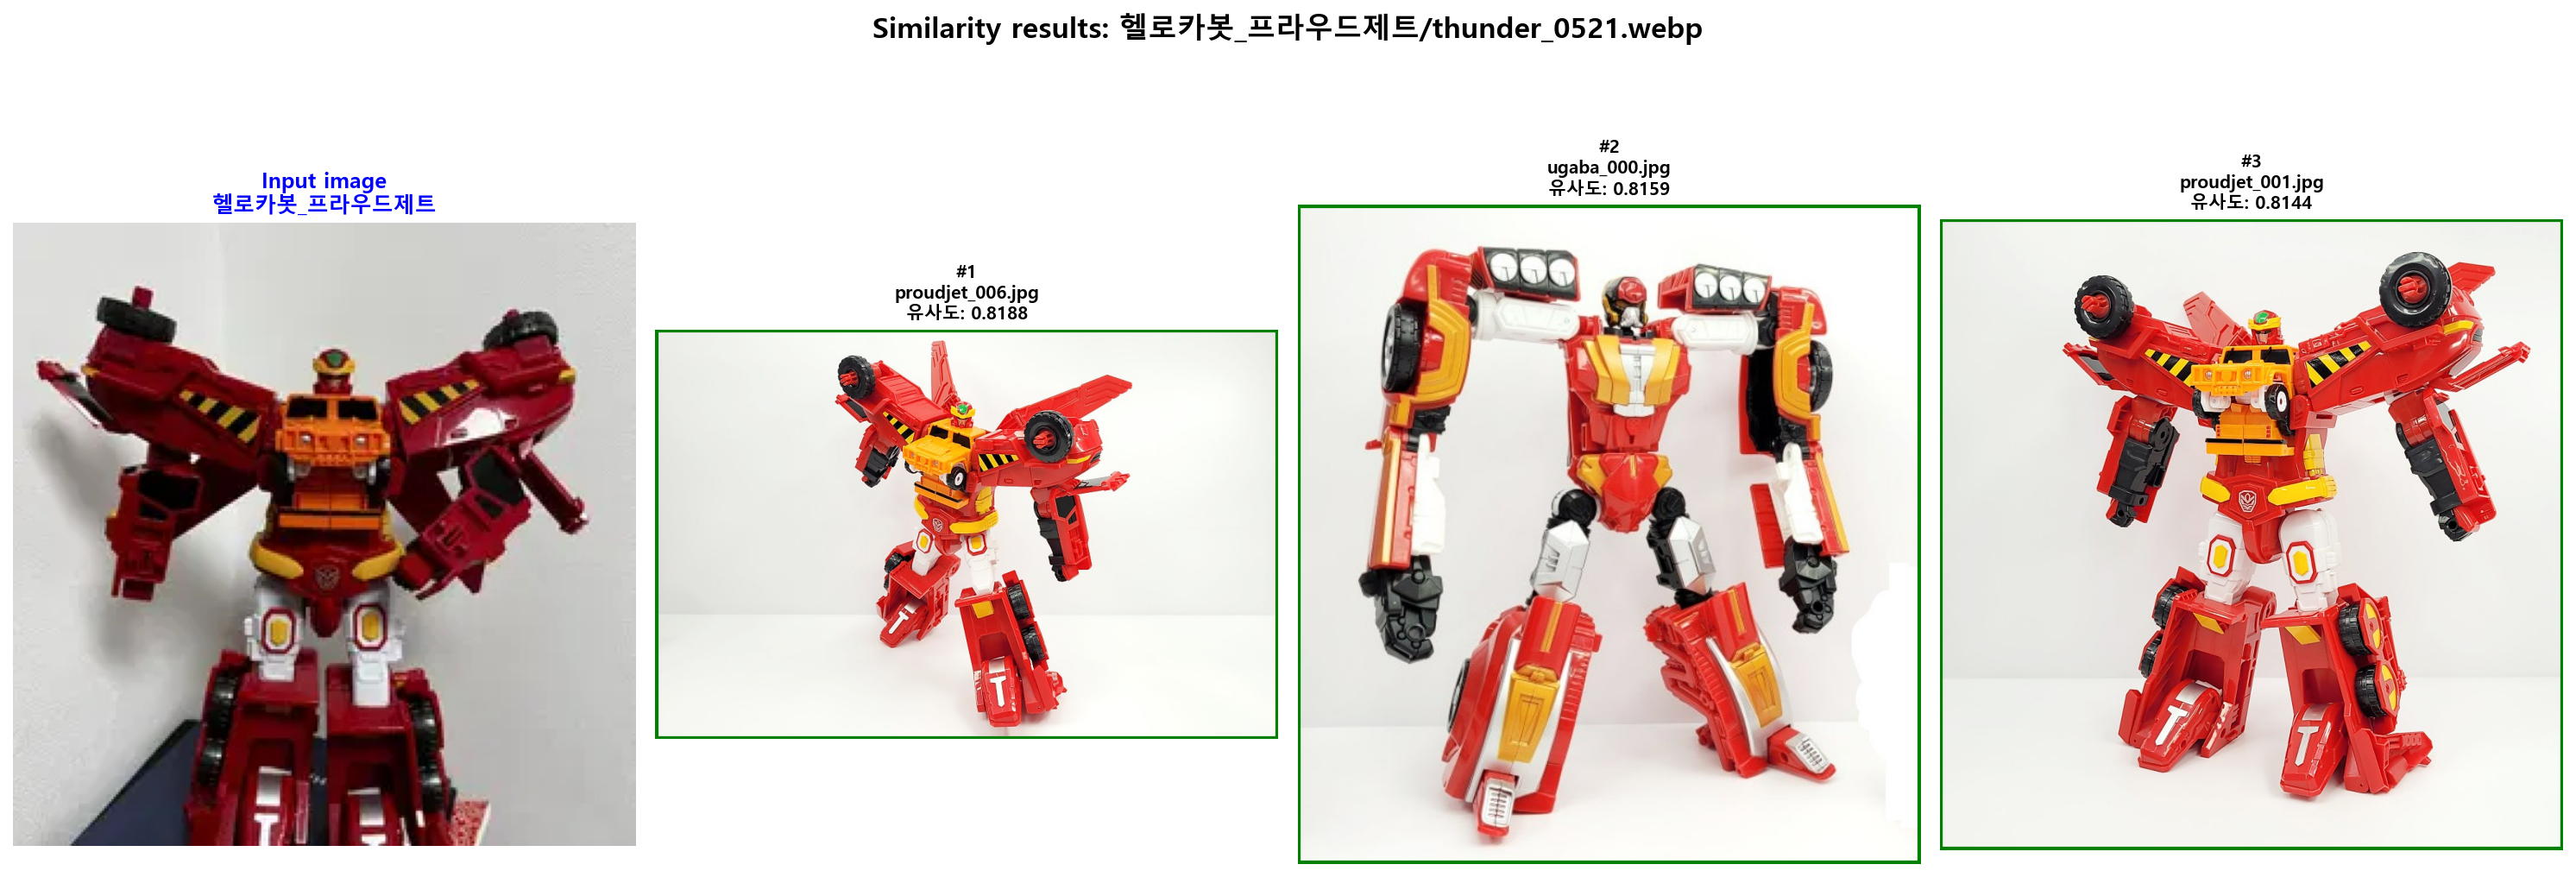 Similarity results: 헬로카봇_프라우드제트/thunder_0521.webp
Input image
헬로카봇_프라우드제트
#1
proudjet_006.jpg
유사도: 0.8188
#2
ugaba_000.jpg
유사도: 0.8159
#3
proudjet_001.jpg
유사도: 0.8144
T
T
T
T
T
T